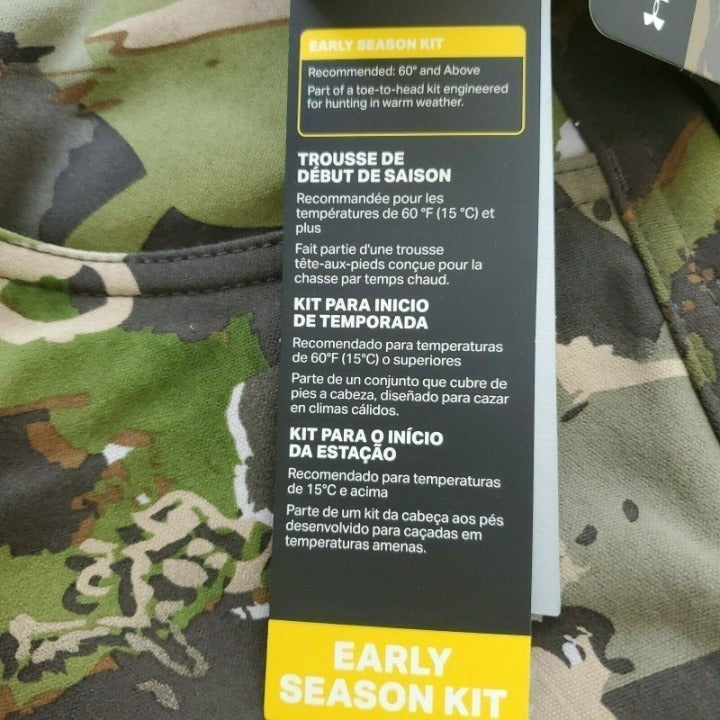 EARLY SEASON KIT
Recommended: 60° and Above
Part of a toe-to-head kit engineered
for hunting in warm weather.
TROUSSE DE
DÉBUT DE SAISON
Recommandée pour les
températures de 60 °F (15 °C) et
plus
Fait partie d'une trousse
tête-aux-pieds conçue pour la
chasse par temps chaud.
KIT PARA INICIO
DE TEMPORADA
Recomendado para temperaturas
de 60°F (15°C) o superiores
Parte de un conjunto que cubre de
pies a cabeza, diseñado para cazar
en climas cálidos.
KIT PARA O INÍCIO
DA ESTAÇÃO
Recomendado para temperaturas
de 15°C e acima
Parte de um kit da cabeça aos pés
desenvolvido para caçadas em
temperaturas amenas.
EARLY
SEASON KIT